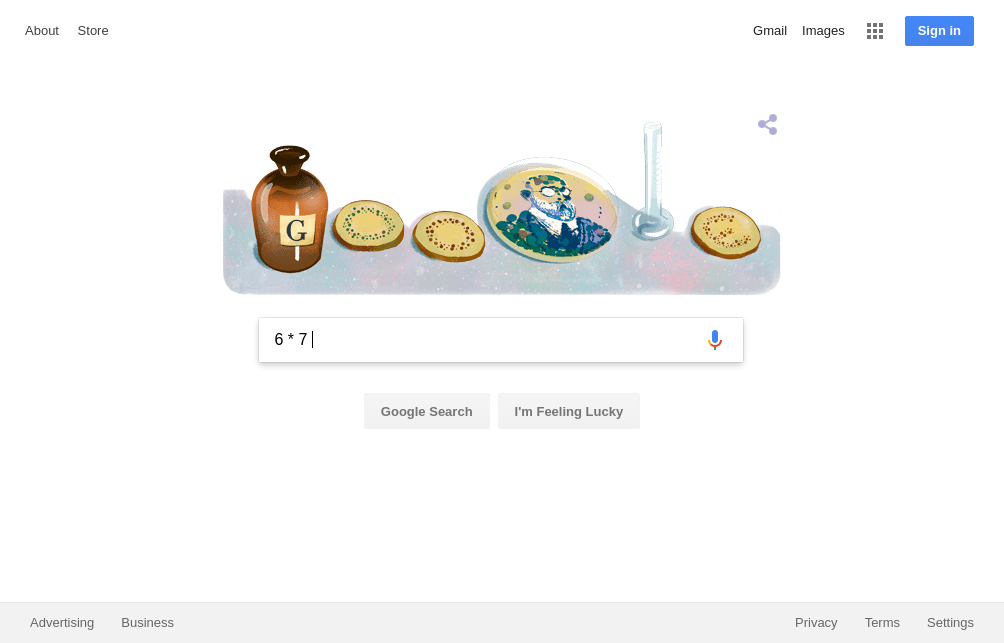 About Store Gmail Images Sign in
G
6 * 7
Google Search I'm Feeling Lucky
Advertising Business Privacy Terms Settings